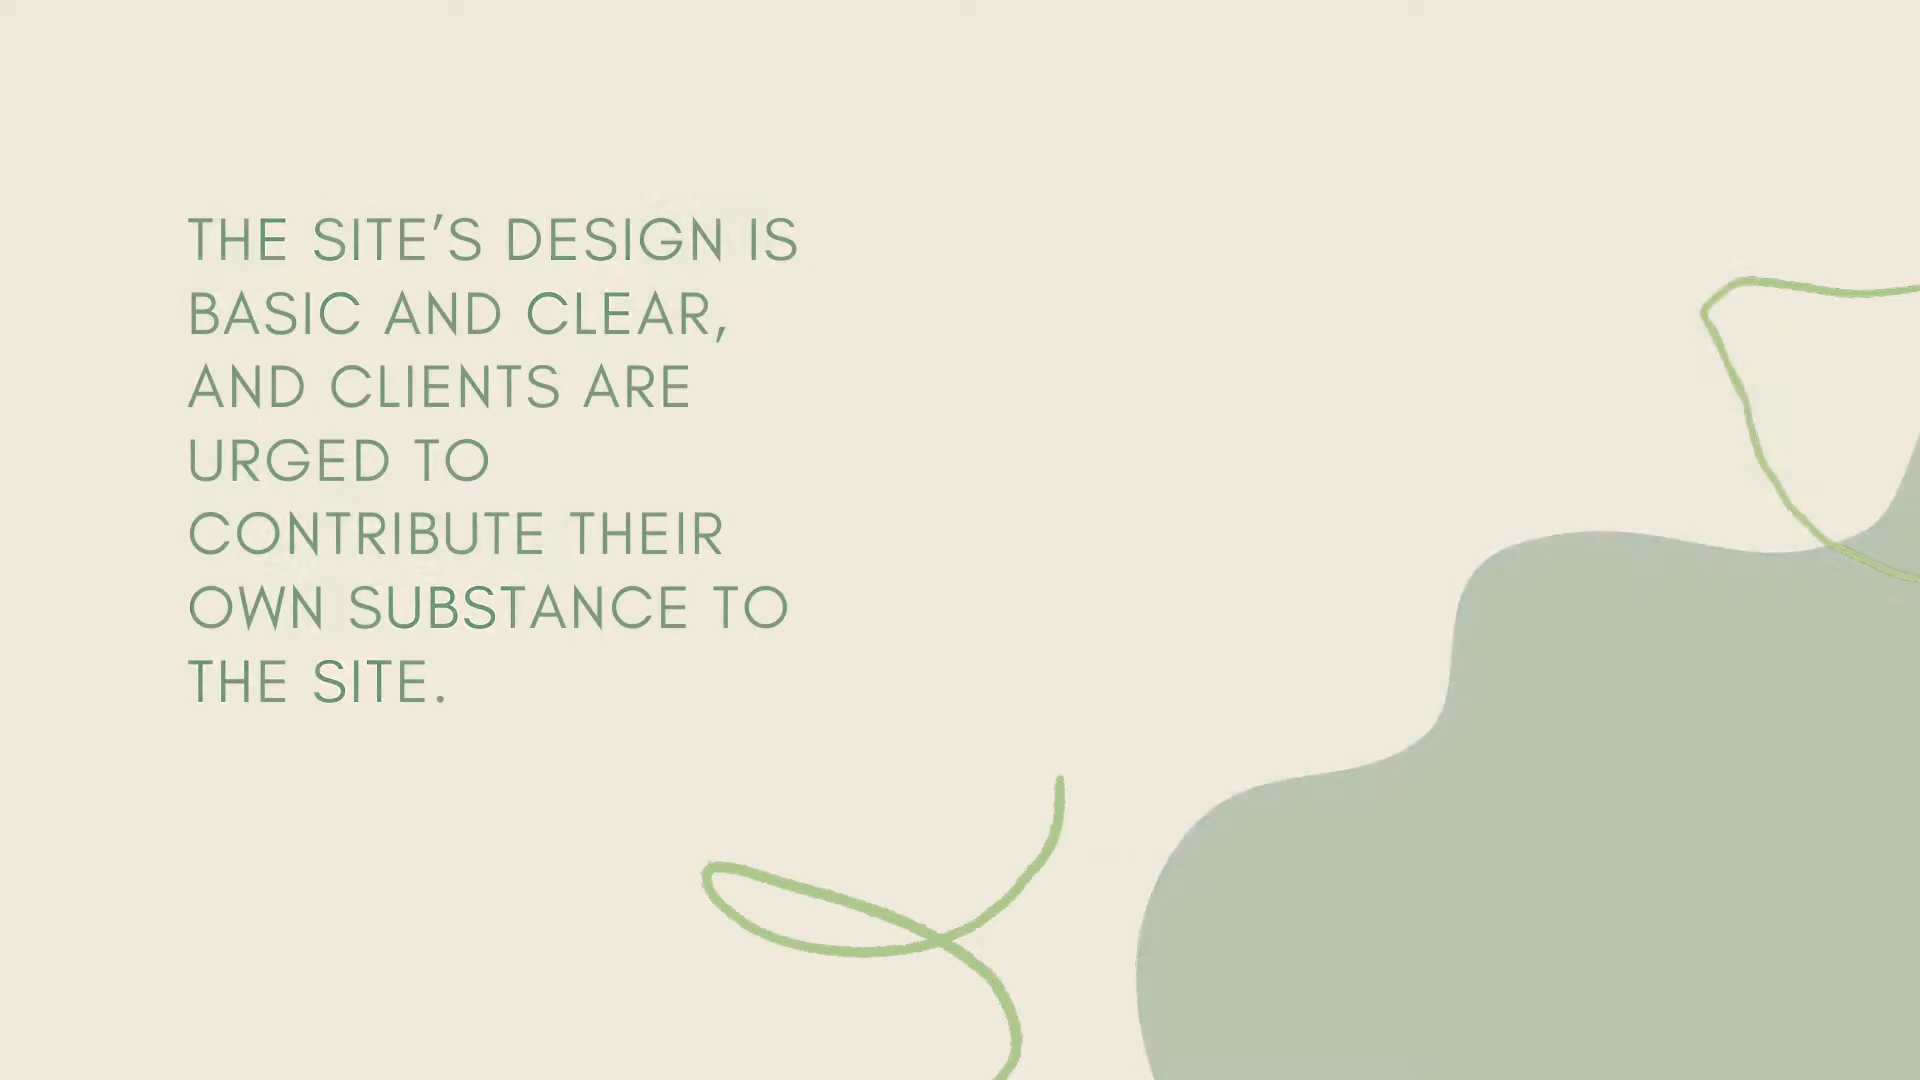 THE SITE’S DESIGN IS
BASIC AND CLEAR,
AND CLIENTS ARE
URGED TO
CONTRIBUTE THEIR
OWN SUBSTANCE TO
THE SITE.